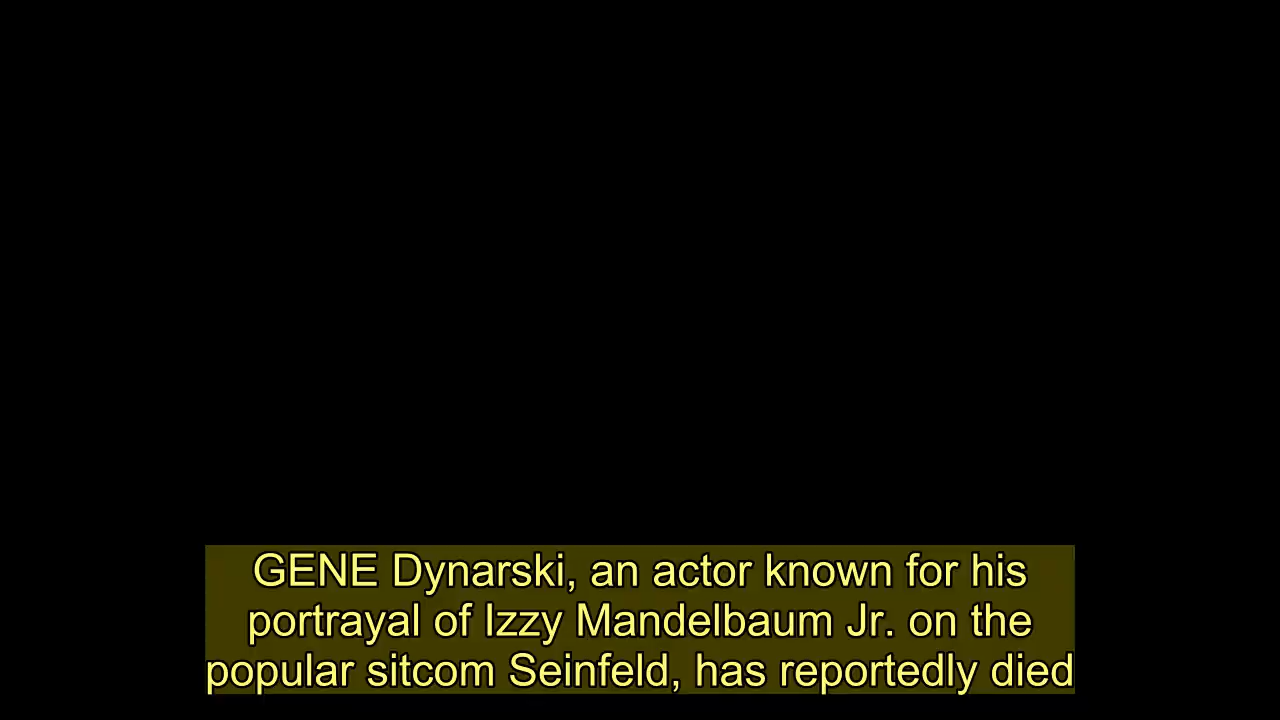 GENE Dynarski, an actor known for his
portrayal of Izzy Mandelbaum Jr. on the
popular sitcom Seinfeld, has reportedly died